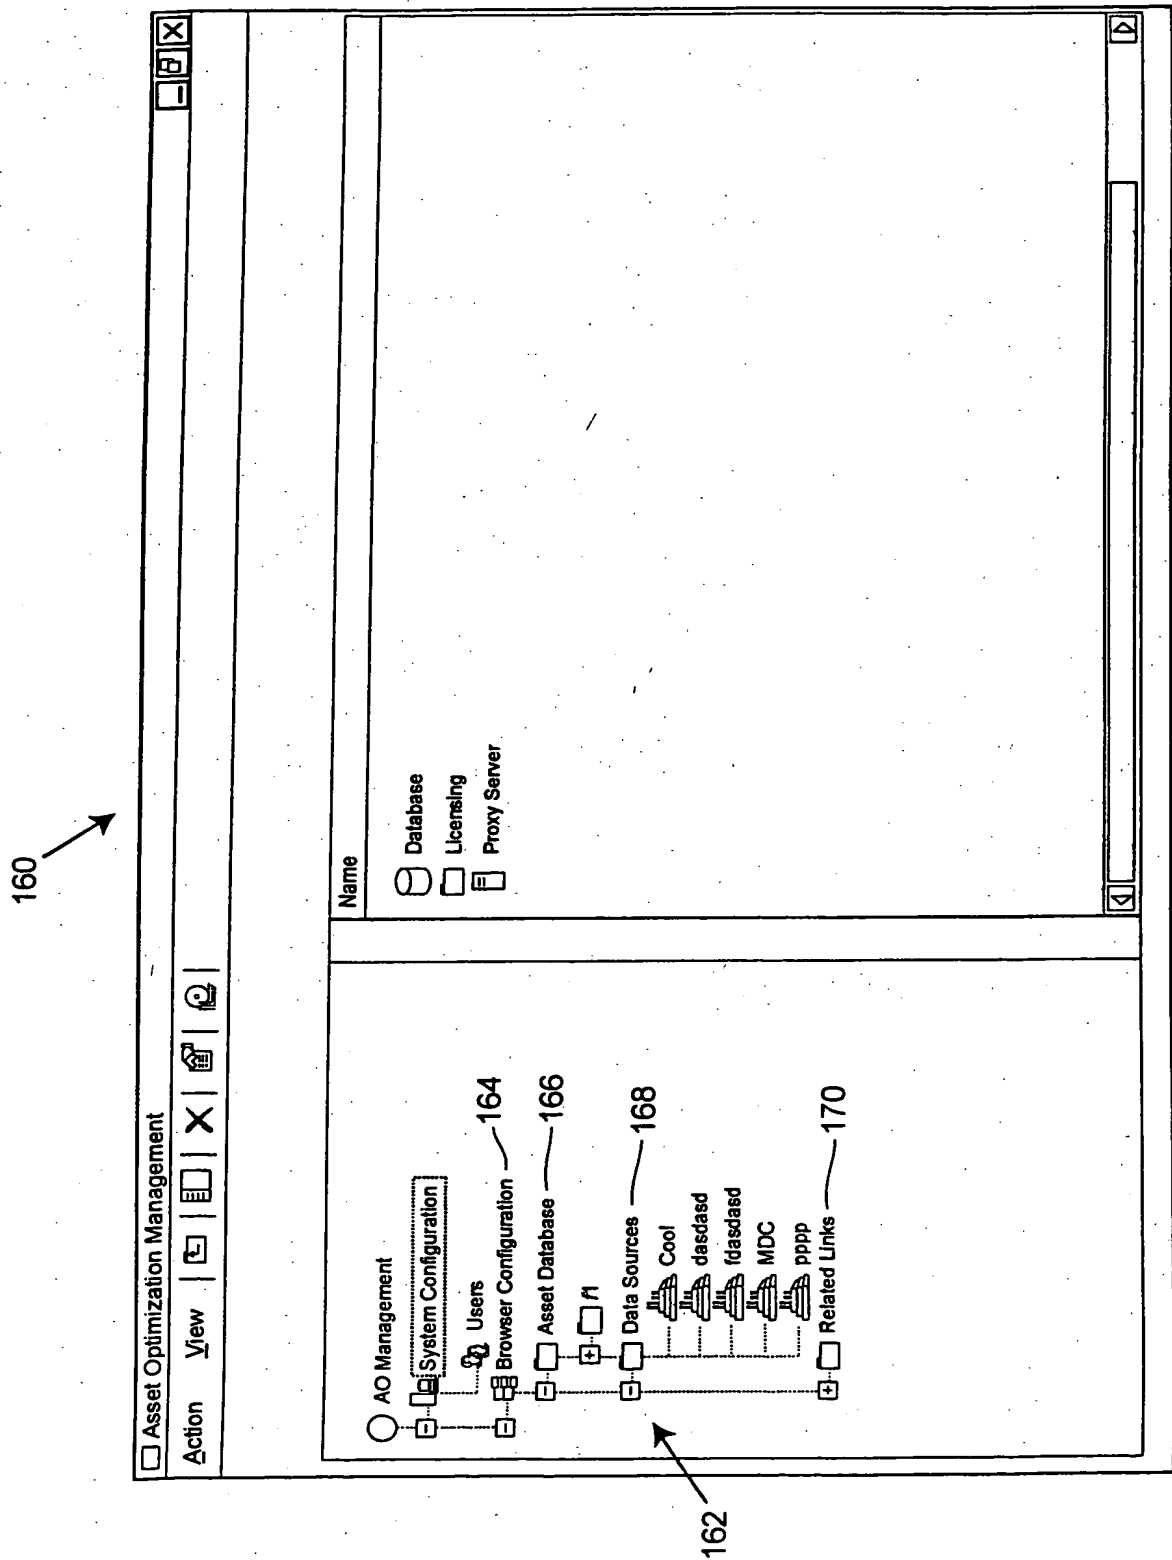 160
Asset Optimization Management
Action View
AO Management
System Configuration
Users
Browser Configuration 164
Asset Database 166
f1
Data Sources 168
Cool
dasdasd
fdasdasd
MDC
pppp
Related Links 170
162
Name
Database
Licensing
Proxy Server